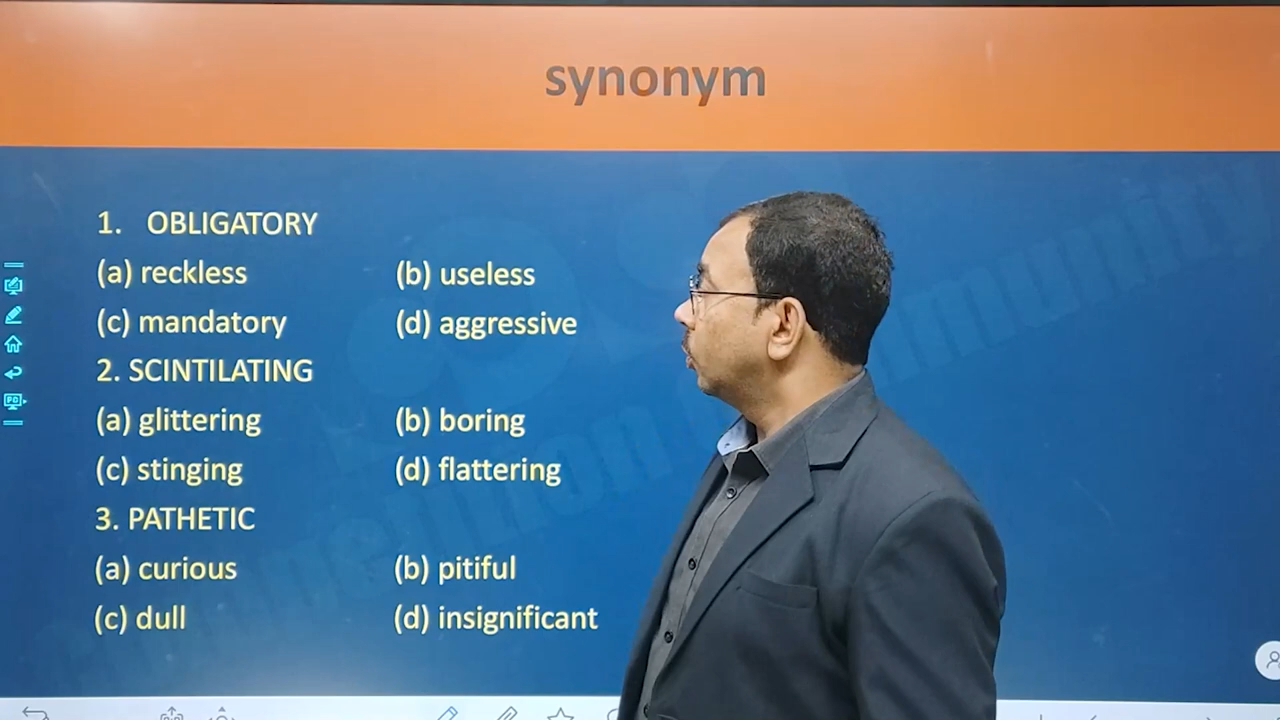 synonym
1. OBLIGATORY
(a) reckless (b) useless
(c) mandatory (d) aggressive
2. SCINTILATING
(a) glittering (b) boring
(c) stinging (d) flattering
3. PATHETIC
(a) curious (b) pitiful
(c) dull (d) insignificant